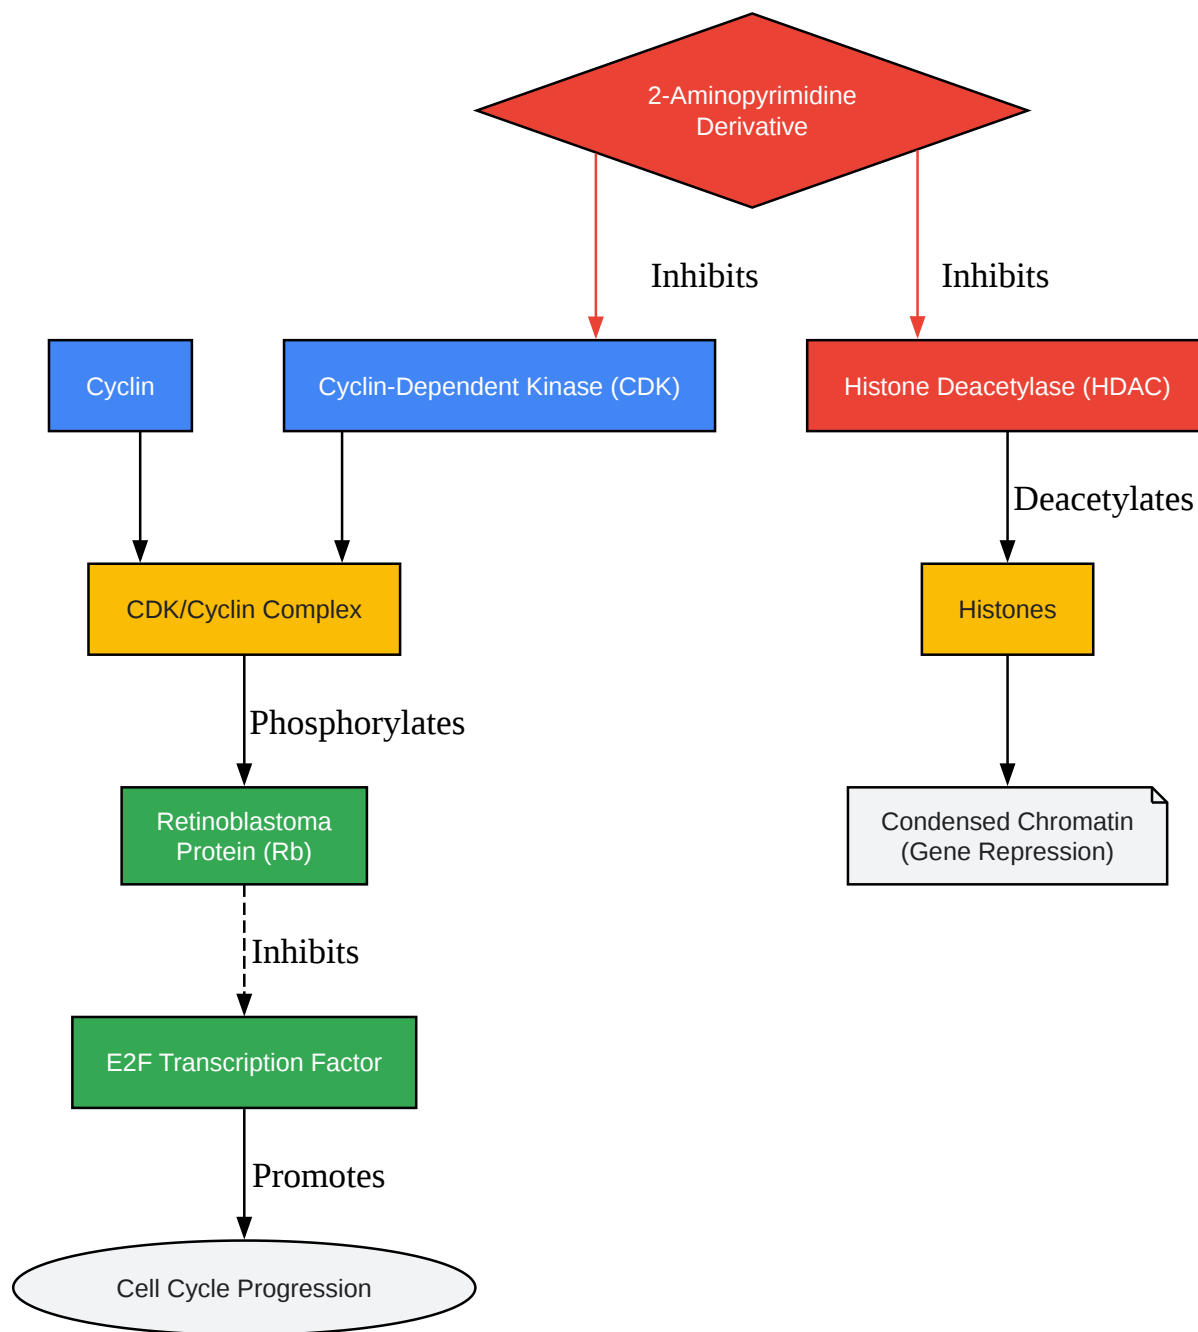 2-Aminopyrimidine
Derivative
Inhibits
Inhibits
Cyclin
Cyclin-Dependent Kinase (CDK)
Histone Deacetylase (HDAC)
Deacetylates
CDK/Cyclin Complex
Histones
Phosphorylates
Retinoblastoma
Protein (Rb)
Condensed Chromatin
(Gene Repression)
Inhibits
E2F Transcription Factor
Promotes
Cell Cycle Progression